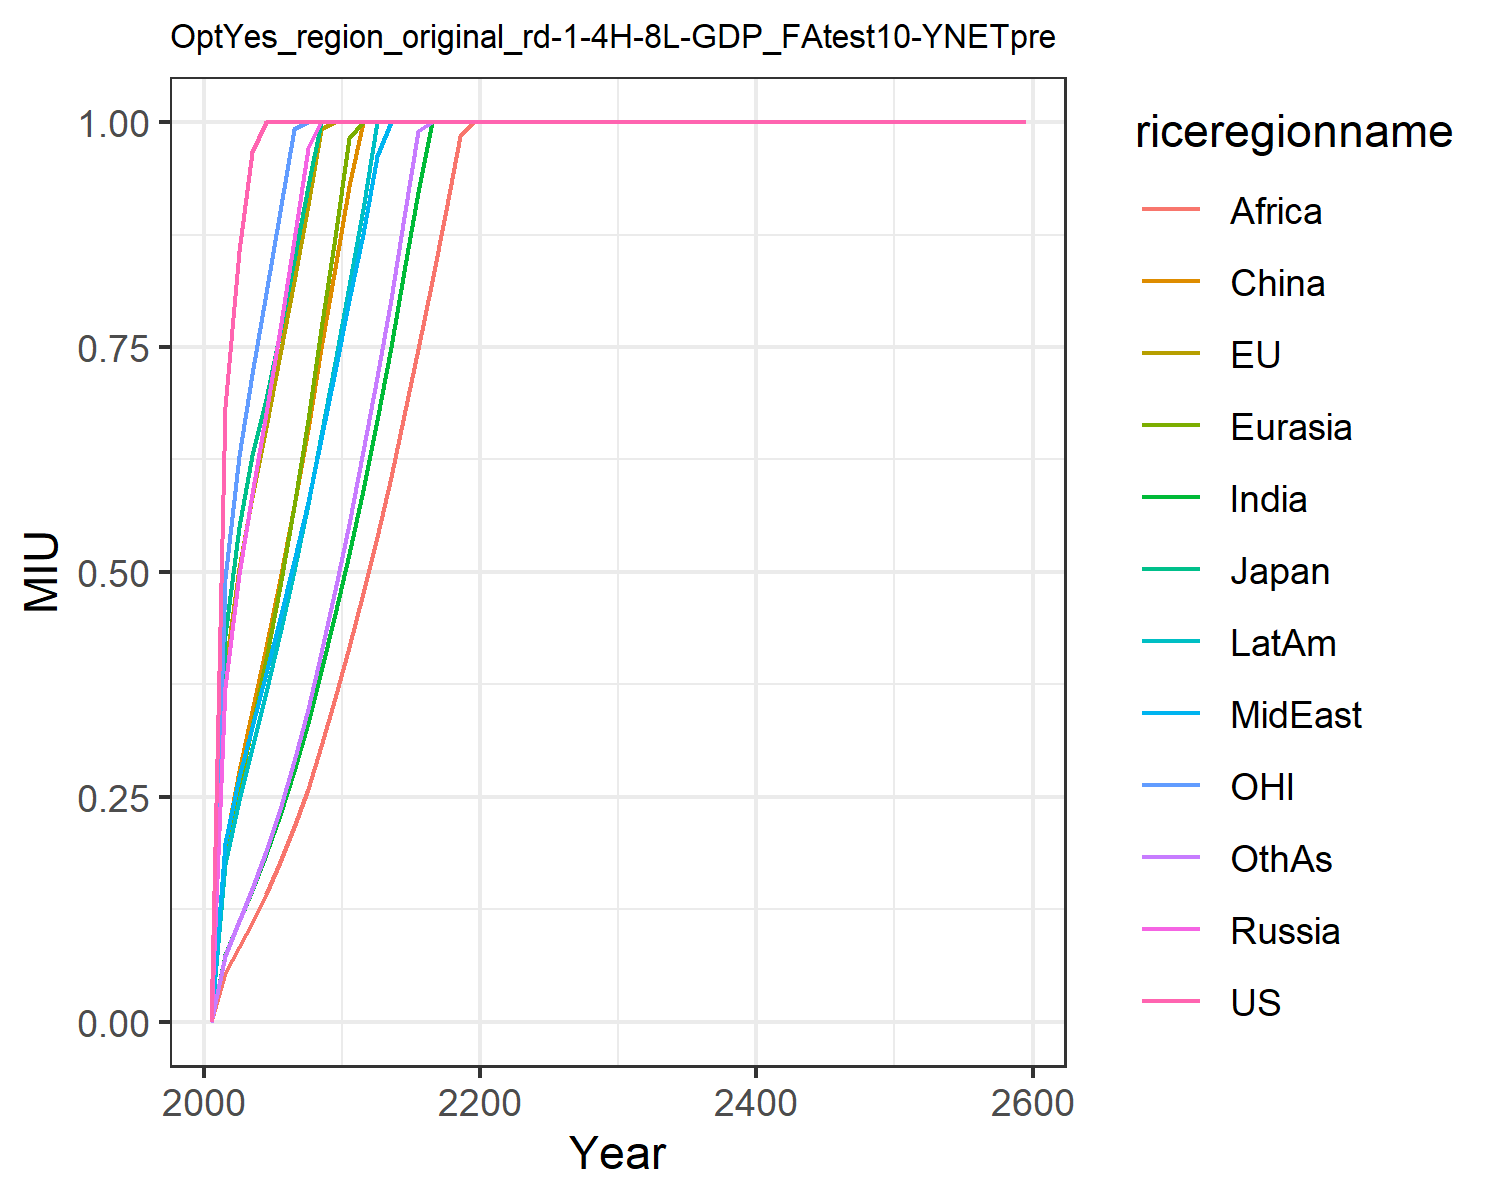 OptYes_region_original_rd-1-4H-8L-GDP_FAtest10-YNETpre
1.00
0.75
0.50
0.25
0.00
MIU
2000
2200
2400
2600
Year
riceregionname
Africa
China
EU
Eurasia
India
Japan
LatAm
MidEast
OHI
OthAs
Russia
US